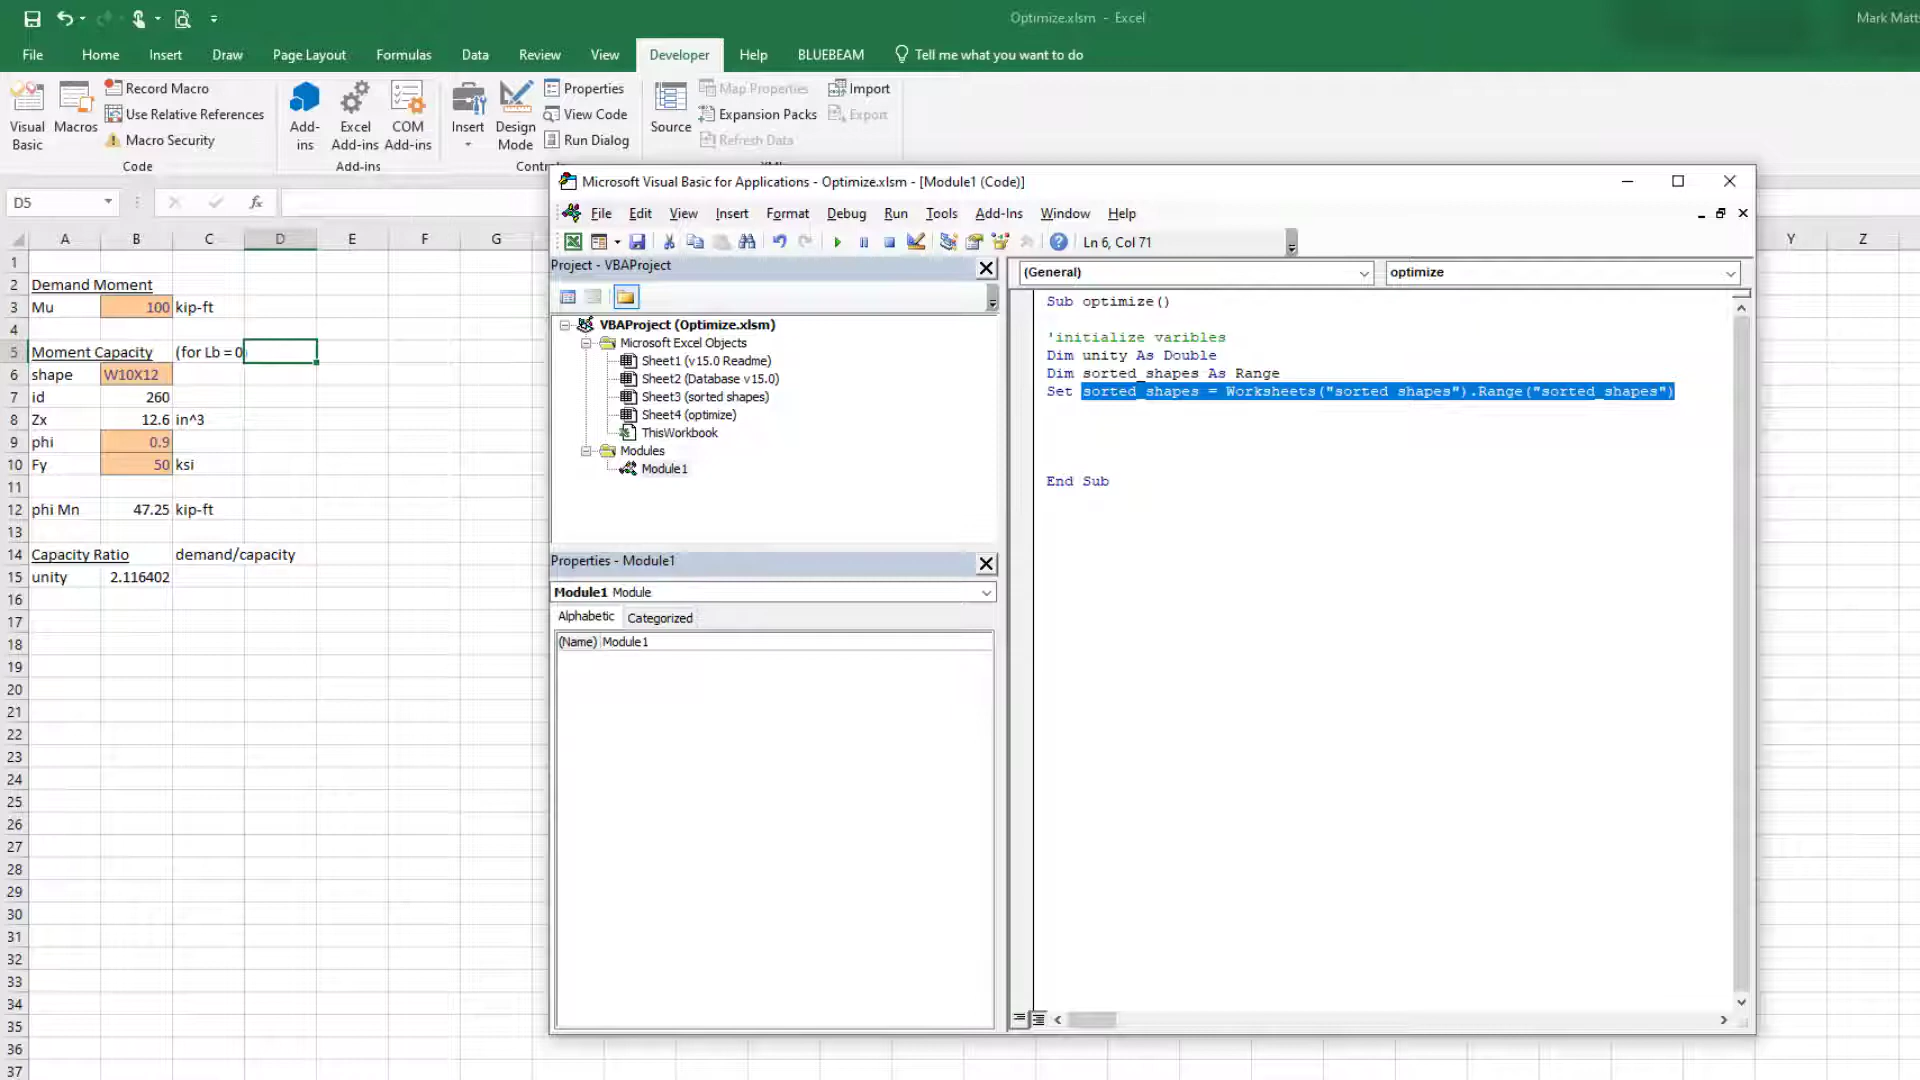 Optimize.xlsm - Excel
Mark Matts
File Home Insert Draw Page Layout Formulas Data Review View Developer Help BLUEBEAM Tell me what you want to do
Visual Basic
Macros
Record Macro
Use Relative References
Macro Security
Code
Add-ins
Excel Add-ins
COM Add-ins
Add-ins
Insert
Design Mode
Properties
View Code
Run Dialog
Contr
Source
Map Properties
Expansion Packs
Refresh Data
Import
Export
D5
fx
A B C D E F G Y Z
1
2 Demand Moment
3 Mu 100 kip-ft
4
5 Moment Capacity (for Lb = 0
6 shape W10X12
7 id 260
8 Zx 12.6 in^3
9 phi 0.9
10 Fy 50 ksi
11
12 phi Mn 47.25 kip-ft
13
14 Capacity Ratio demand/capacity
15 unity 2.116402
16
17
18
19
20
21
22
23
24
25
26
27
28
29
30
31
32
33
34
35
36
37
Microsoft Visual Basic for Applications - Optimize.xlsm - [Module1 (Code)]
File Edit View Insert Format Debug Run Tools Add-Ins Window Help
Ln 6, Col 71
Project - VBAProject
VBAProject (Optimize.xlsm)
Microsoft Excel Objects
Sheet1 (v15.0 Readme)
Sheet2 (Database v15.0)
Sheet3 (sorted shapes)
Sheet4 (optimize)
ThisWorkbook
Modules
Module1
Properties - Module1
Module1 Module
Alphabetic Categorized
(Name) Module1
(General) optimize
Sub optimize()
'initialize varibles
Dim unity As Double
Dim sorted_shapes As Range
Set sorted_shapes = Worksheets("sorted shapes").Range("sorted_shapes")
End Sub